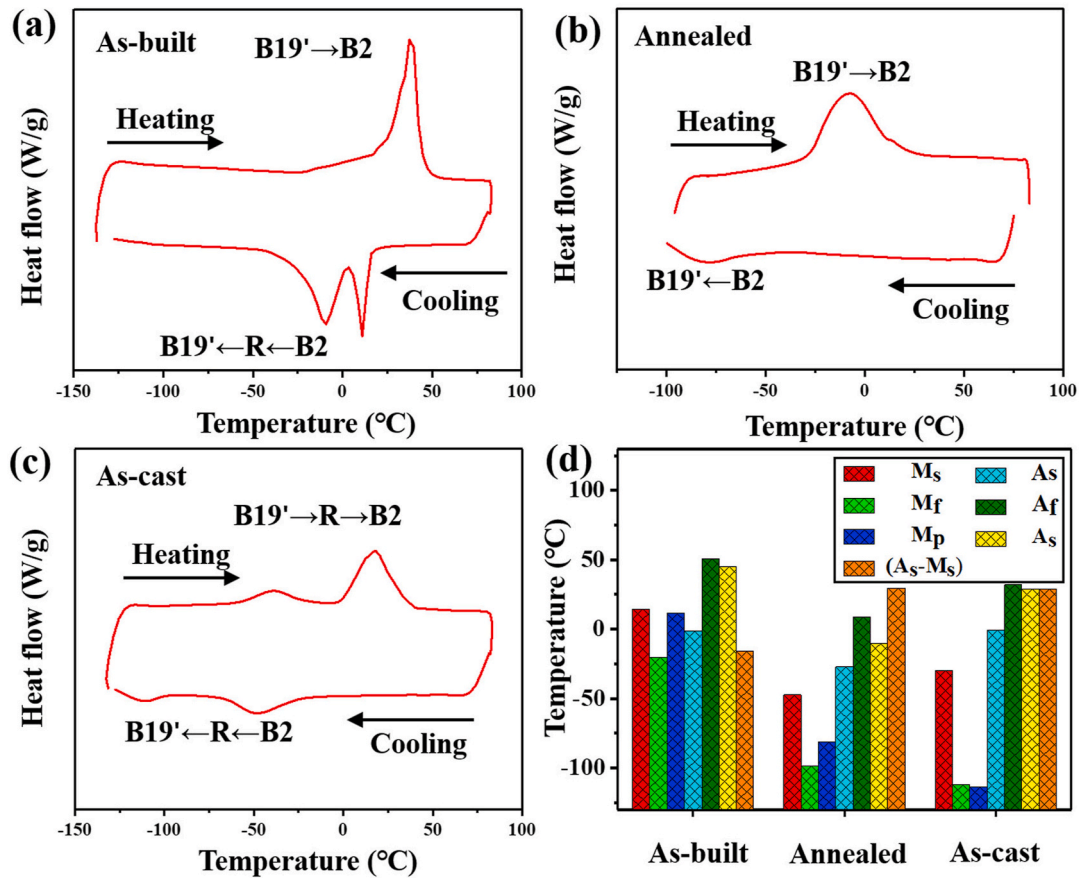 (a)
As-built
B19'→B2
Heating
Cooling
B19'←R←B2
Heat flow (W/g)
-150 -100 -50 0 50 100
Temperature (°C)
(b)
Annealed
B19'→B2
Heating
B19'←B2
Cooling
Heat flow (W/g)
-100 -50 0 50 100
Temperature (°C)
(c)
As-cast
B19'→R→B2
Heating
B19'←R←B2
Cooling
Heat flow (W/g)
-150 -100 -50 0 50 100
Temperature (°C)
(d)
Ms As
Mf Af
Mp As
(As-Ms)
Temperature (°C)
100
50
0
-50
-100
As-built Annealed As-cast